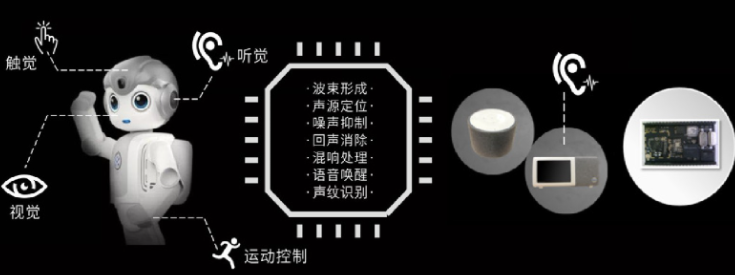 触觉
听觉
视觉
运动控制
·波束形成·
·声源定位·
·噪声抑制·
·回声消除·
·混响处理·
·语音唤醒·
·声纹识别·